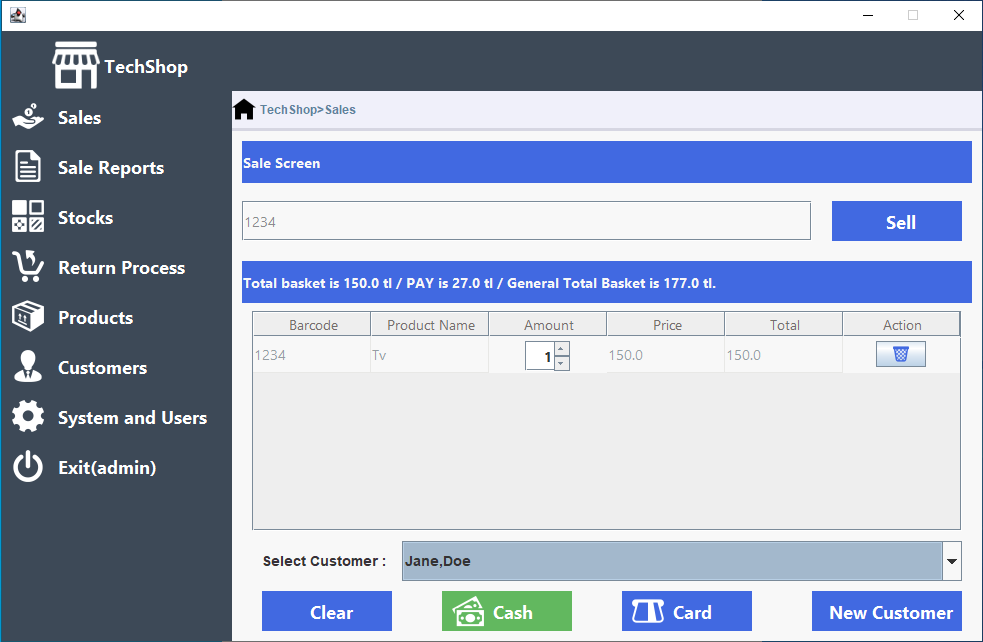 TechShop
Sales
Sale Reports
Stocks
Return Process
Products
Customers
System and Users
Exit(admin)
TechShop>Sales
Sale Screen
1234
Sell
Total basket is 150.0 tl / PAY is 27.0 tl / General Total Basket is 177.0 tl.
Barcode Product Name Amount Price Total Action
1234 Tv 1 150.0 150.0
Select Customer : Jane,Doe
Clear Cash Card New Customer